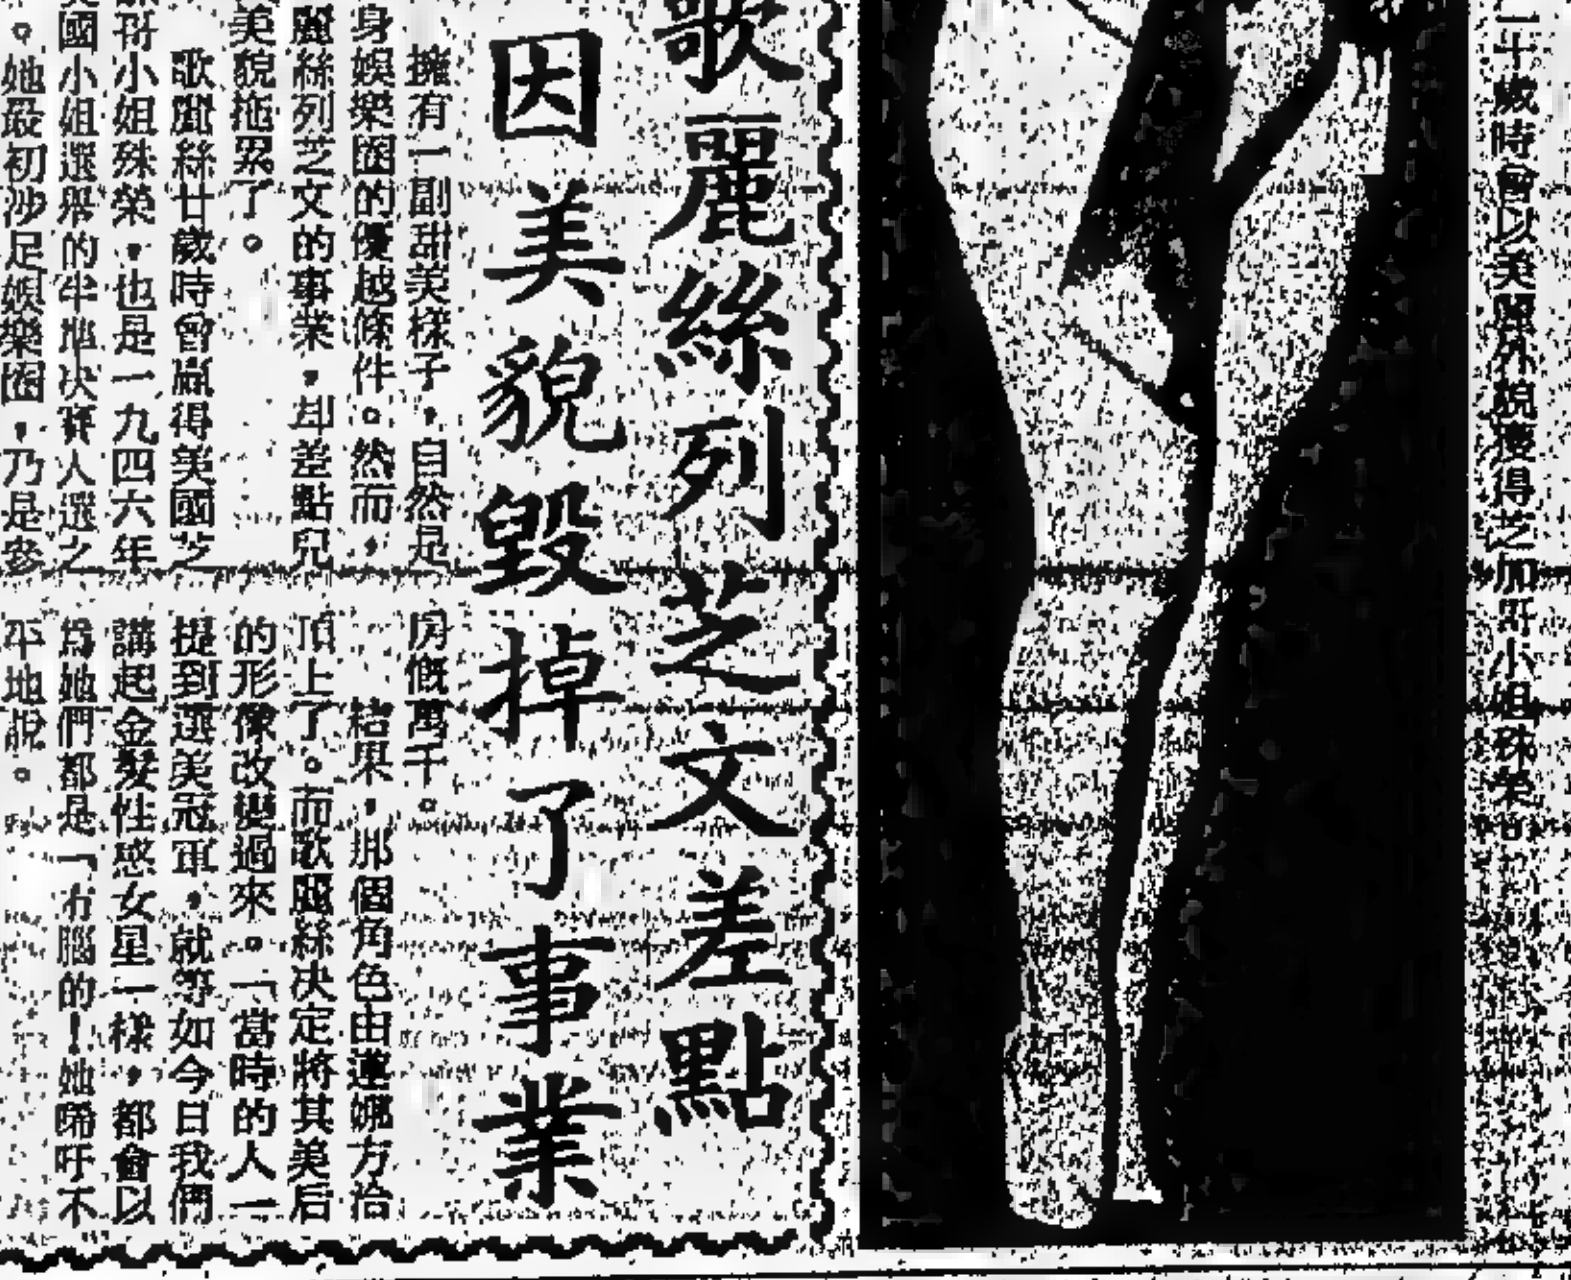 二十歲時曾以美麗外貌獲得芝加哥小姐殊榮的
歌麗絲列芝文差點
因美貌毀掉了事業
擁有一副甜美樣子，自然是
身娛樂圈的優越條件。然而，
麗絲列芝文的事業，却差點兒
美貌拖累了。
歌麗絲廿歲時曾贏得美國芝
哥小姐殊榮，也是一九四六年
國小姐選舉的半準决賽人選之
。她最初涉足娛樂圈，乃是參
房慨萬千。
結果，那個角色由蓮娜方洽
頂上了。而歌麗絲决定將其美后
的形像改變過來。「當時的人一
提到選美冠軍，就等如今日我們
講起金髮性感女星一樣，都會以
爲她們都是「冇腦的！她唏吁不
平地說。